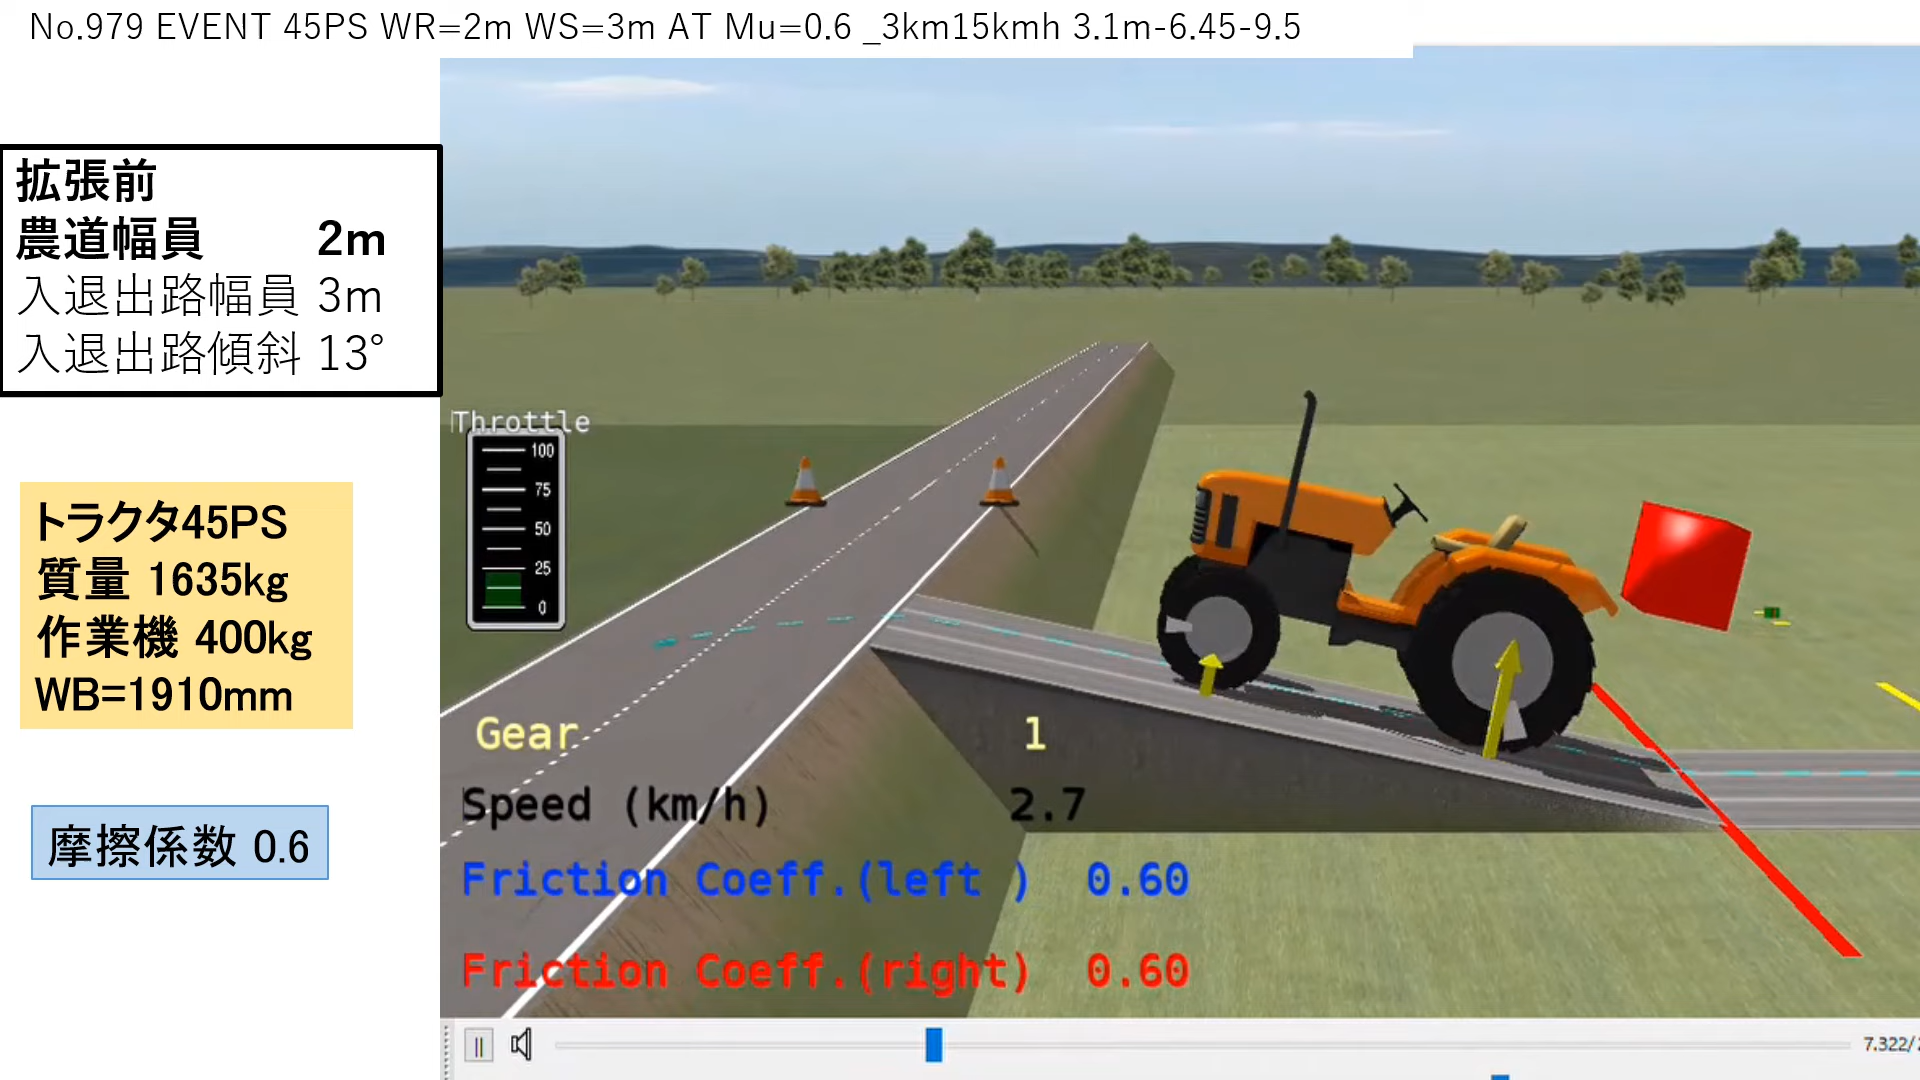 No.979 EVENT 45PS WR=2m WS=3m AT Mu=0.6 _3km15kmh 3.1m-6.45-9.5
拡張前
農道幅員 2m
入退出路幅員 3m
入退出路傾斜 13°
トラクタ45PS
質量 1635kg
作業機 400kg
WB=1910mm
摩擦係数 0.6
Throttle
100
75
50
25
0
Gear 1
Speed (km/h) 2.7
Friction Coeff.(left ) 0.60
Friction Coeff.(right) 0.60
7.322/